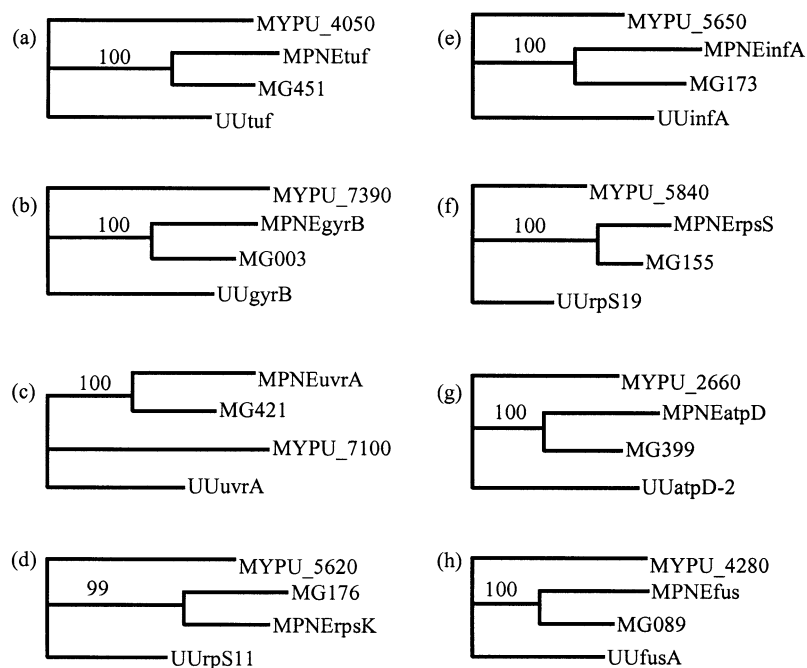 (a)
MYPU_4050
100
MPNEtuf
MG451
UUtuf
(b)
MYPU_7390
100
MPNEgyrB
MG003
UUgyrB
(c)
100
MPNEuvrA
MG421
MYPU_7100
UUuvrA
(d)
MYPU_5620
99
MG176
MPNErpsK
UUrpS11
(e)
MYPU_5650
100
MPNEinfA
MG173
UUinfA
(f)
MYPU_5840
100
MPNErpsS
MG155
UUrpS19
(g)
MYPU_2660
100
MPNEatpD
MG399
UUatpD-2
(h)
MYPU_4280
100
MPNEfus
MG089
UUfusA